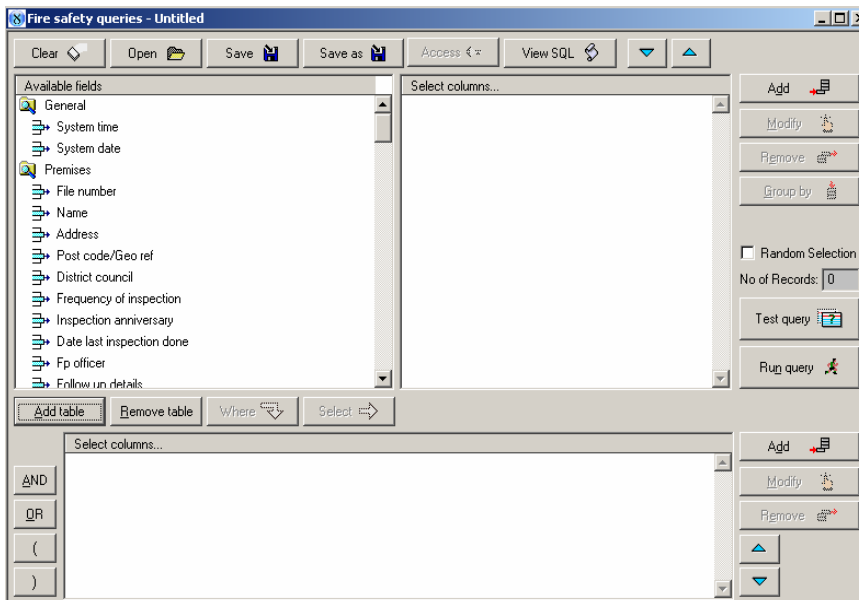 Fire safety queries - Untitled
Clear Open Save Save as Access View SQL
Available fields
General
System time
System date
Premises
File number
Name
Address
Post code/Geo ref
District council
Frequency of inspection
Inspection anniversary
Date last inspection done
Fp officer
Follow up details
Select columns...
Add
Modify
Remove
Group by
Random Selection
No of Records: 0
Test query
Run query
Add table Remove table Where Select
AND
OR
(
)
Select columns...
Add
Modify
Remove